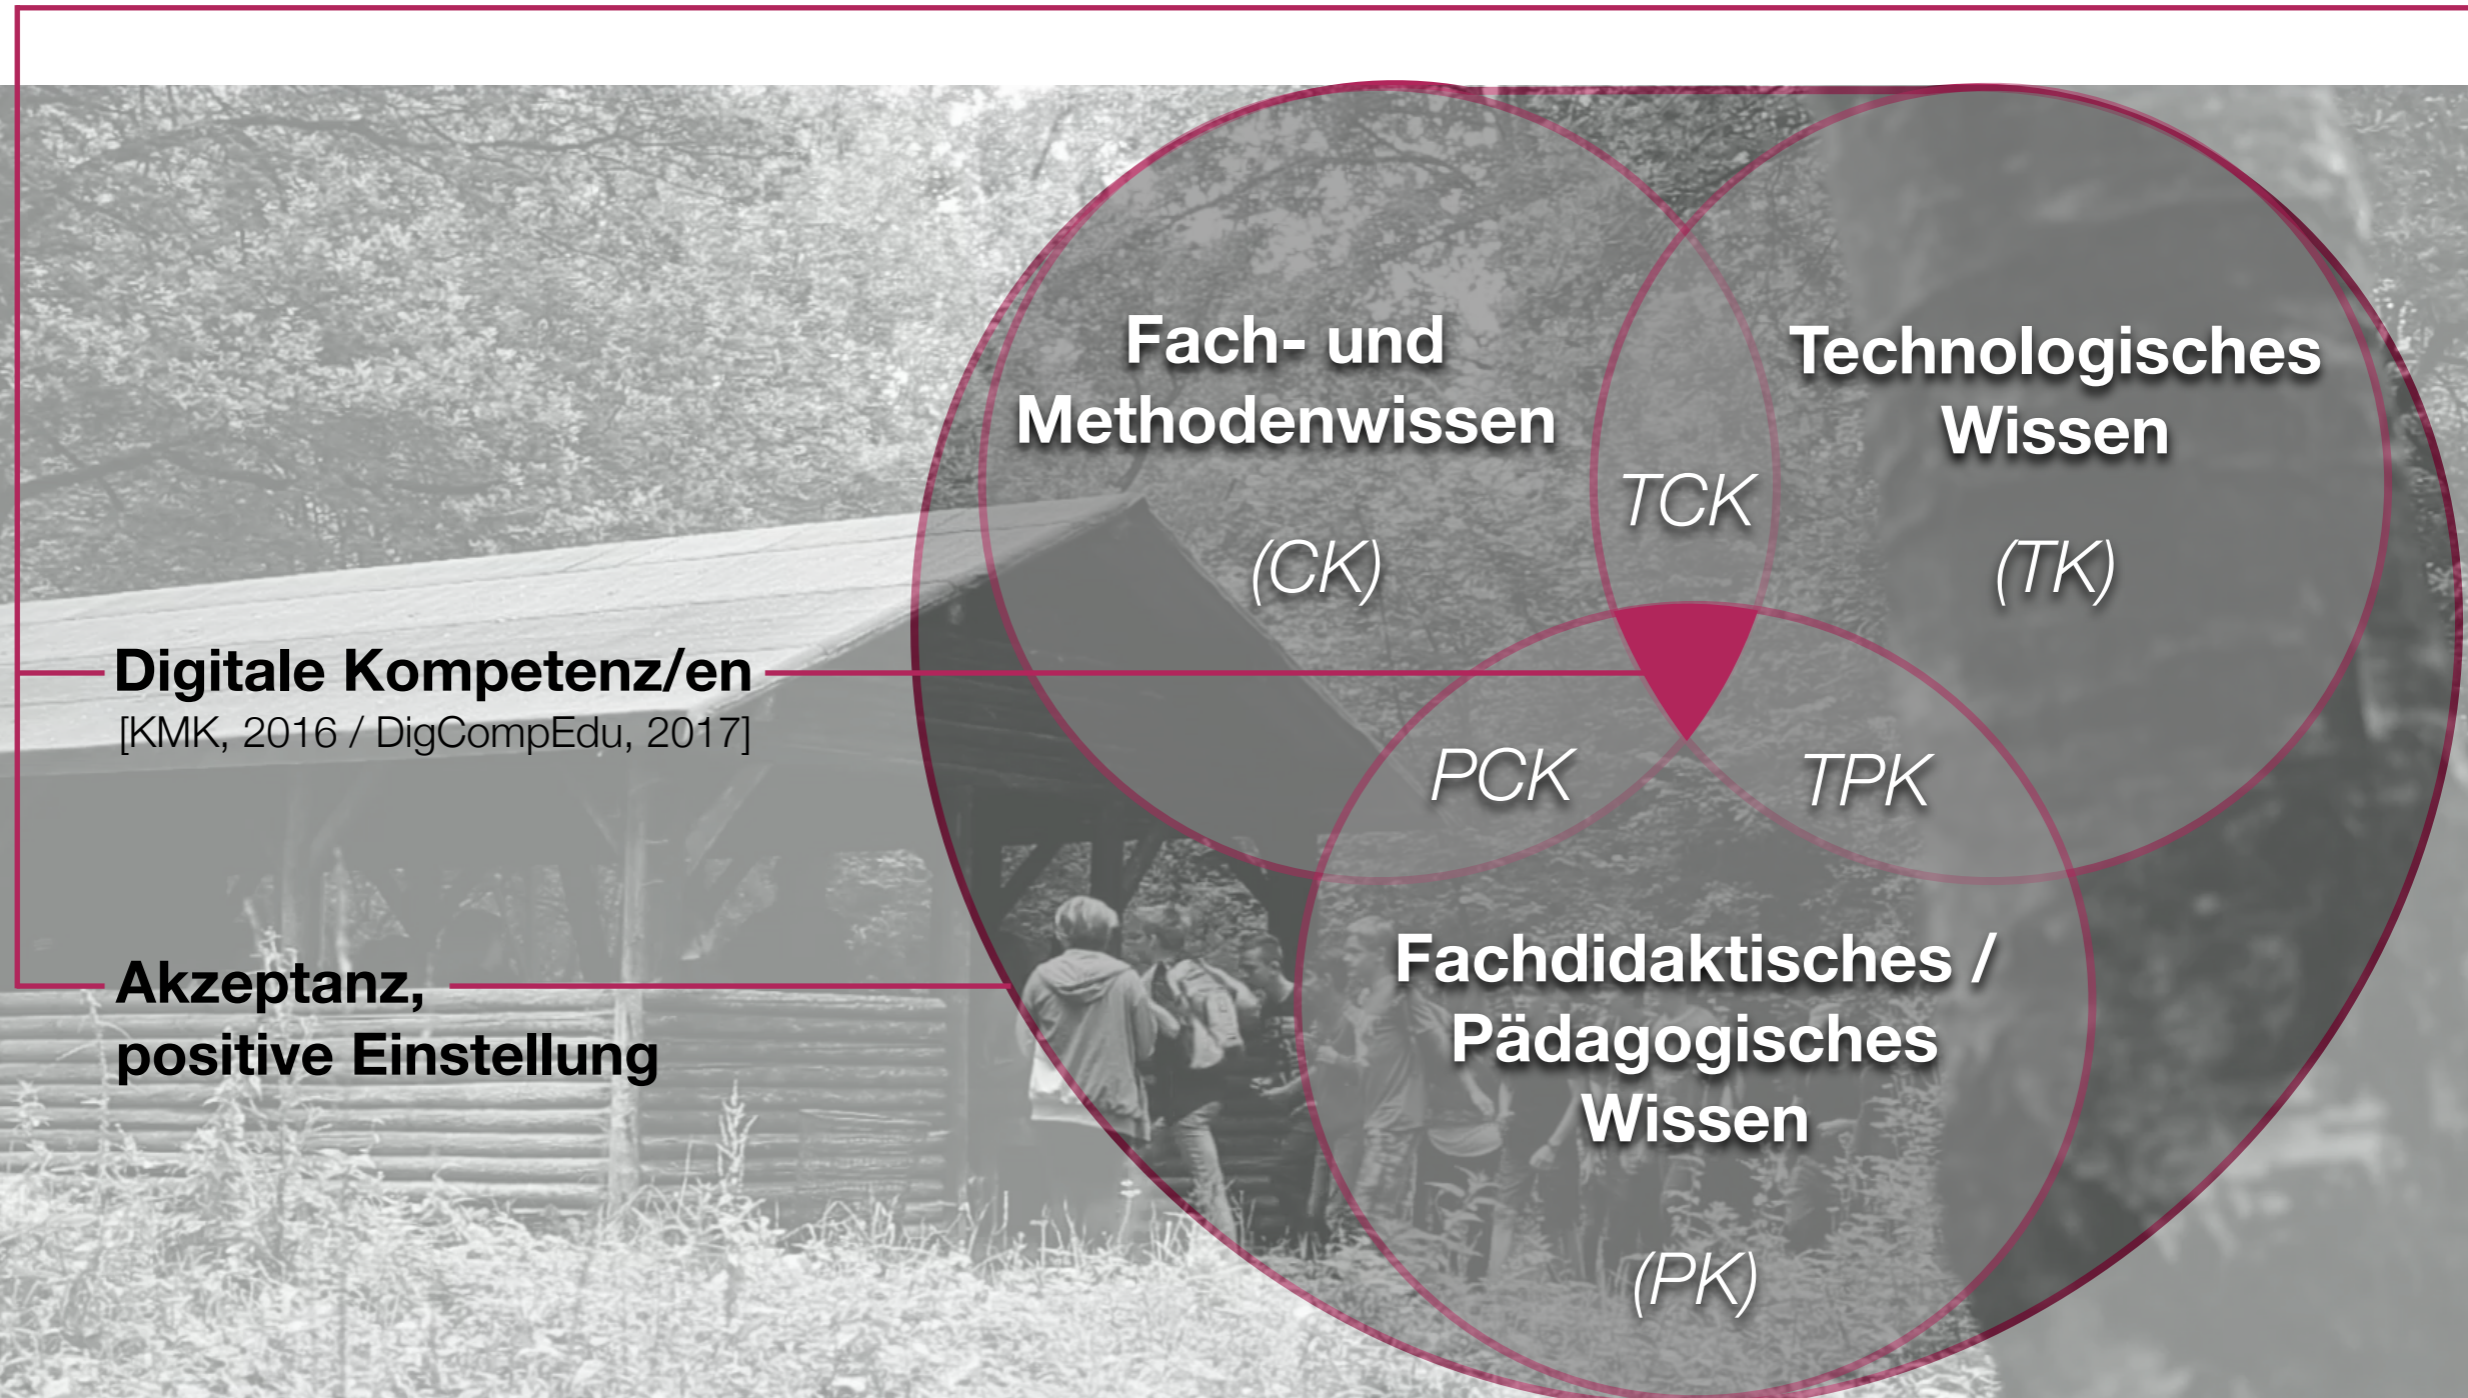 Fach- und
Methodenwissen
(CK)
Technologisches
Wissen
(TK)
TCK
Digitale Kompetenz/en
[KMK, 2016 / DigCompEdu, 2017]
PCK
TPK
Akzeptanz,
positive Einstellung
Fachdidaktisches /
Pädagogisches
Wissen
(PK)